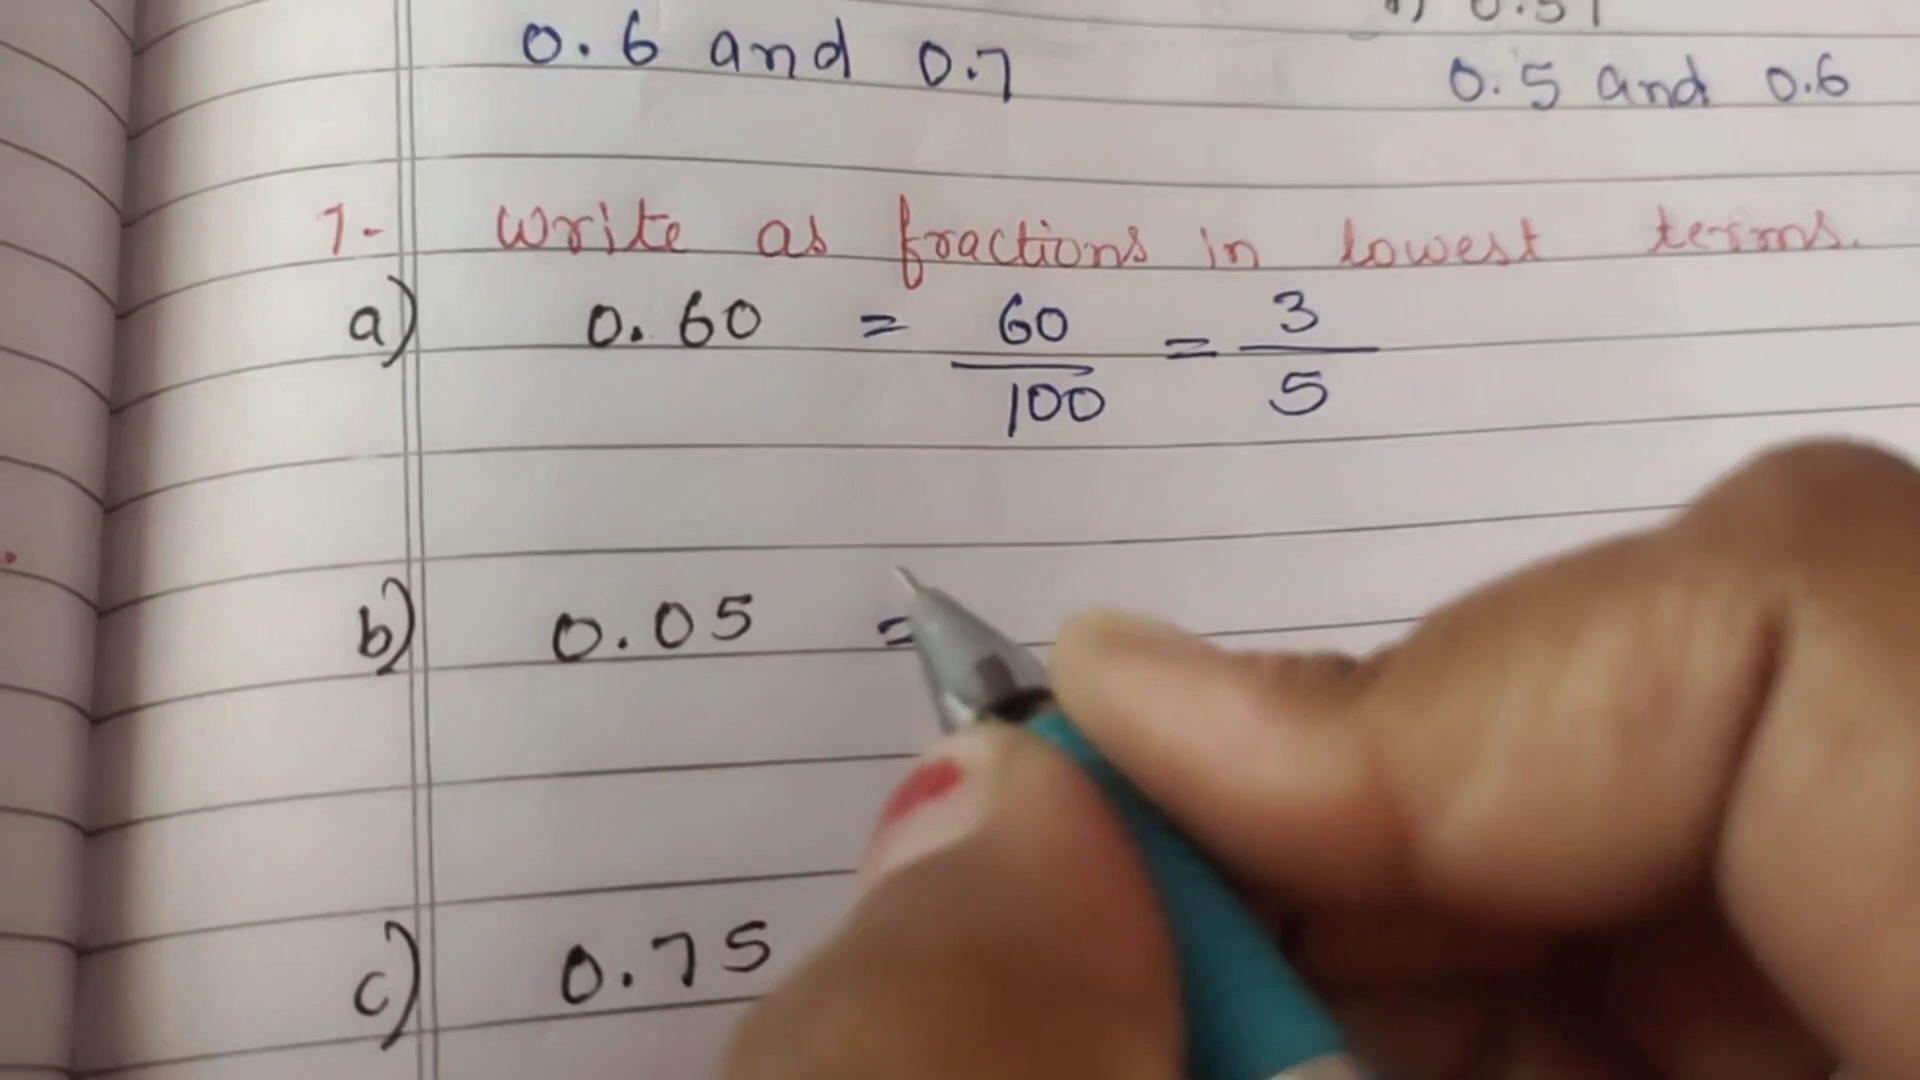 0.6 and 0.7
0.5 and 0.6
7- Write as fractions in lowest terms.
a) 0.60 = 60/100 = 3/5
b) 0.05 =
c) 0.75